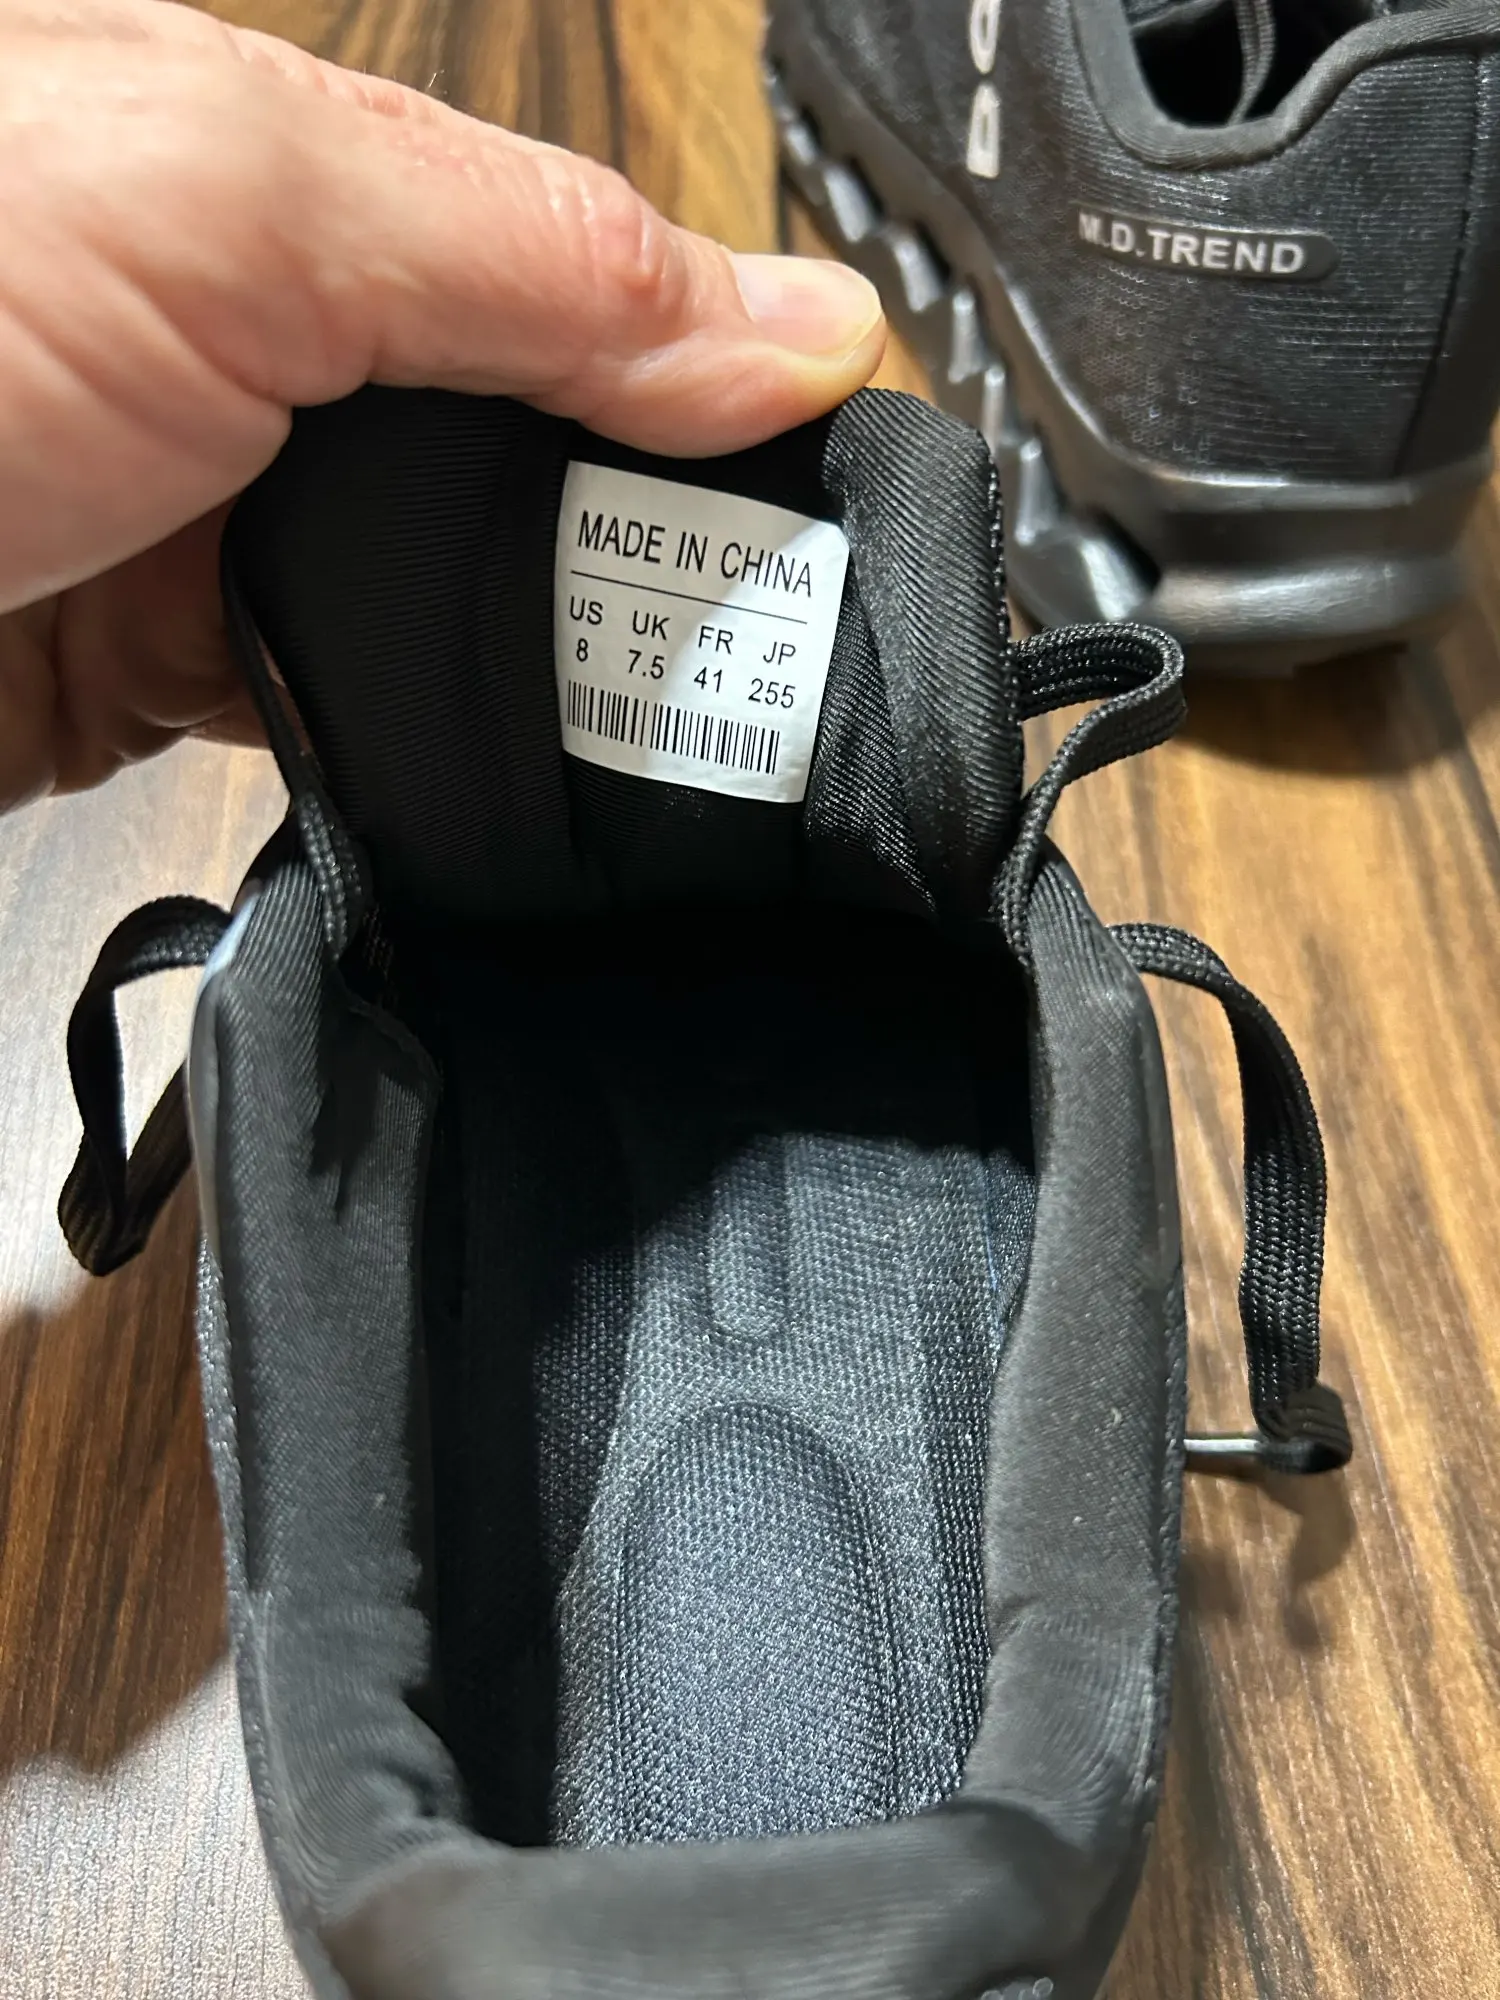 M.D.TREND
MADE IN CHINA
US UK FR JP
8 7.5 41 255